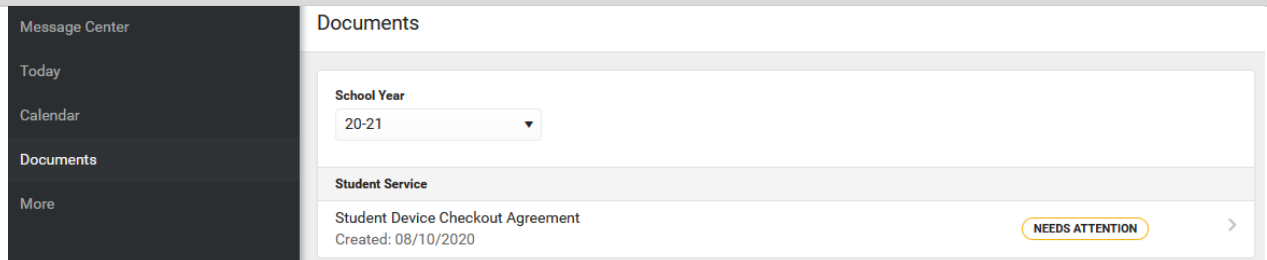 Message Center
Today
Calendar
Documents
More
Documents
School Year
20-21
Student Service
Student Device Checkout Agreement
Created: 08/10/2020
NEEDS ATTENTION